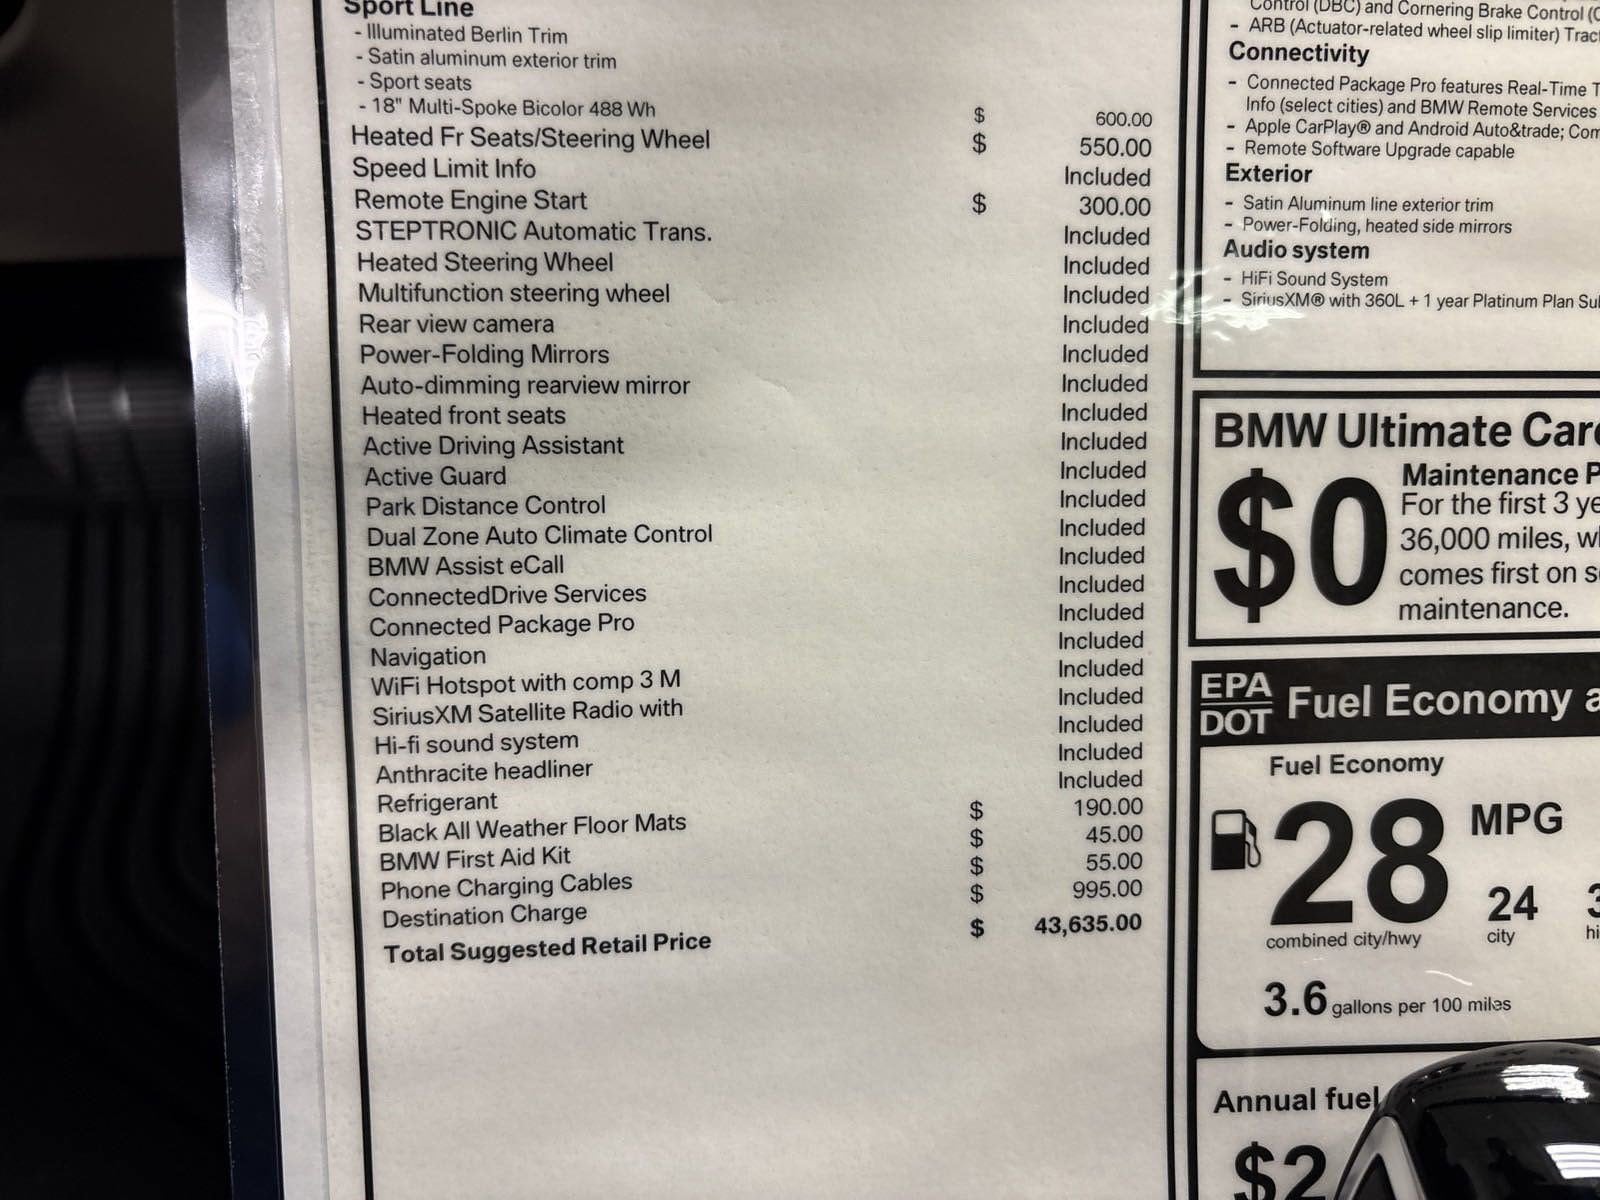 Sport Line
- Illuminated Berlin Trim
- Satin aluminum exterior trim
- Sport seats
- 18" Multi-Spoke Bicolor 488 Wh $ 600.00
Heated Fr Seats/Steering Wheel $ 550.00
Speed Limit Info Included
Remote Engine Start $ 300.00
STEPTRONIC Automatic Trans. Included
Heated Steering Wheel Included
Multifunction steering wheel Included
Rear view camera Included
Power-Folding Mirrors Included
Auto-dimming rearview mirror Included
Heated front seats Included
Active Driving Assistant Included
Active Guard Included
Park Distance Control Included
Dual Zone Auto Climate Control Included
BMW Assist eCall Included
ConnectedDrive Services Included
Connected Package Pro Included
Navigation Included
WiFi Hotspot with comp 3 M Included
SiriusXM Satellite Radio with Included
Hi-fi sound system Included
Anthracite headliner Included
Refrigerant Included
Black All Weather Floor Mats $ 190.00
BMW First Aid Kit $ 45.00
Phone Charging Cables $ 55.00
Destination Charge $ 995.00
Total Suggested Retail Price $ 43,635.00
Control (DBC) and Cornering Brake Control (C
- ARB (Actuator-related wheel slip limiter) Trac
Connectivity
- Connected Package Pro features Real-Time T
Info (select cities) and BMW Remote Services
- Apple CarPlay® and Android Auto&trade; Com
- Remote Software Upgrade capable
Exterior
- Satin Aluminum line exterior trim
- Power-Folding, heated side mirrors
Audio system
- HiFi Sound System
- SiriusXM® with 360L + 1 year Platinum Plan Su
BMW Ultimate Car
$0
Maintenance P
For the first 3 ye
36,000 miles, w
comes first on s
maintenance.
EPA
DOT
Fuel Economy a
Fuel Economy
28 MPG
24
combined city/hwy city hi
3.6 gallons per 100 miles
Annual fuel
$2